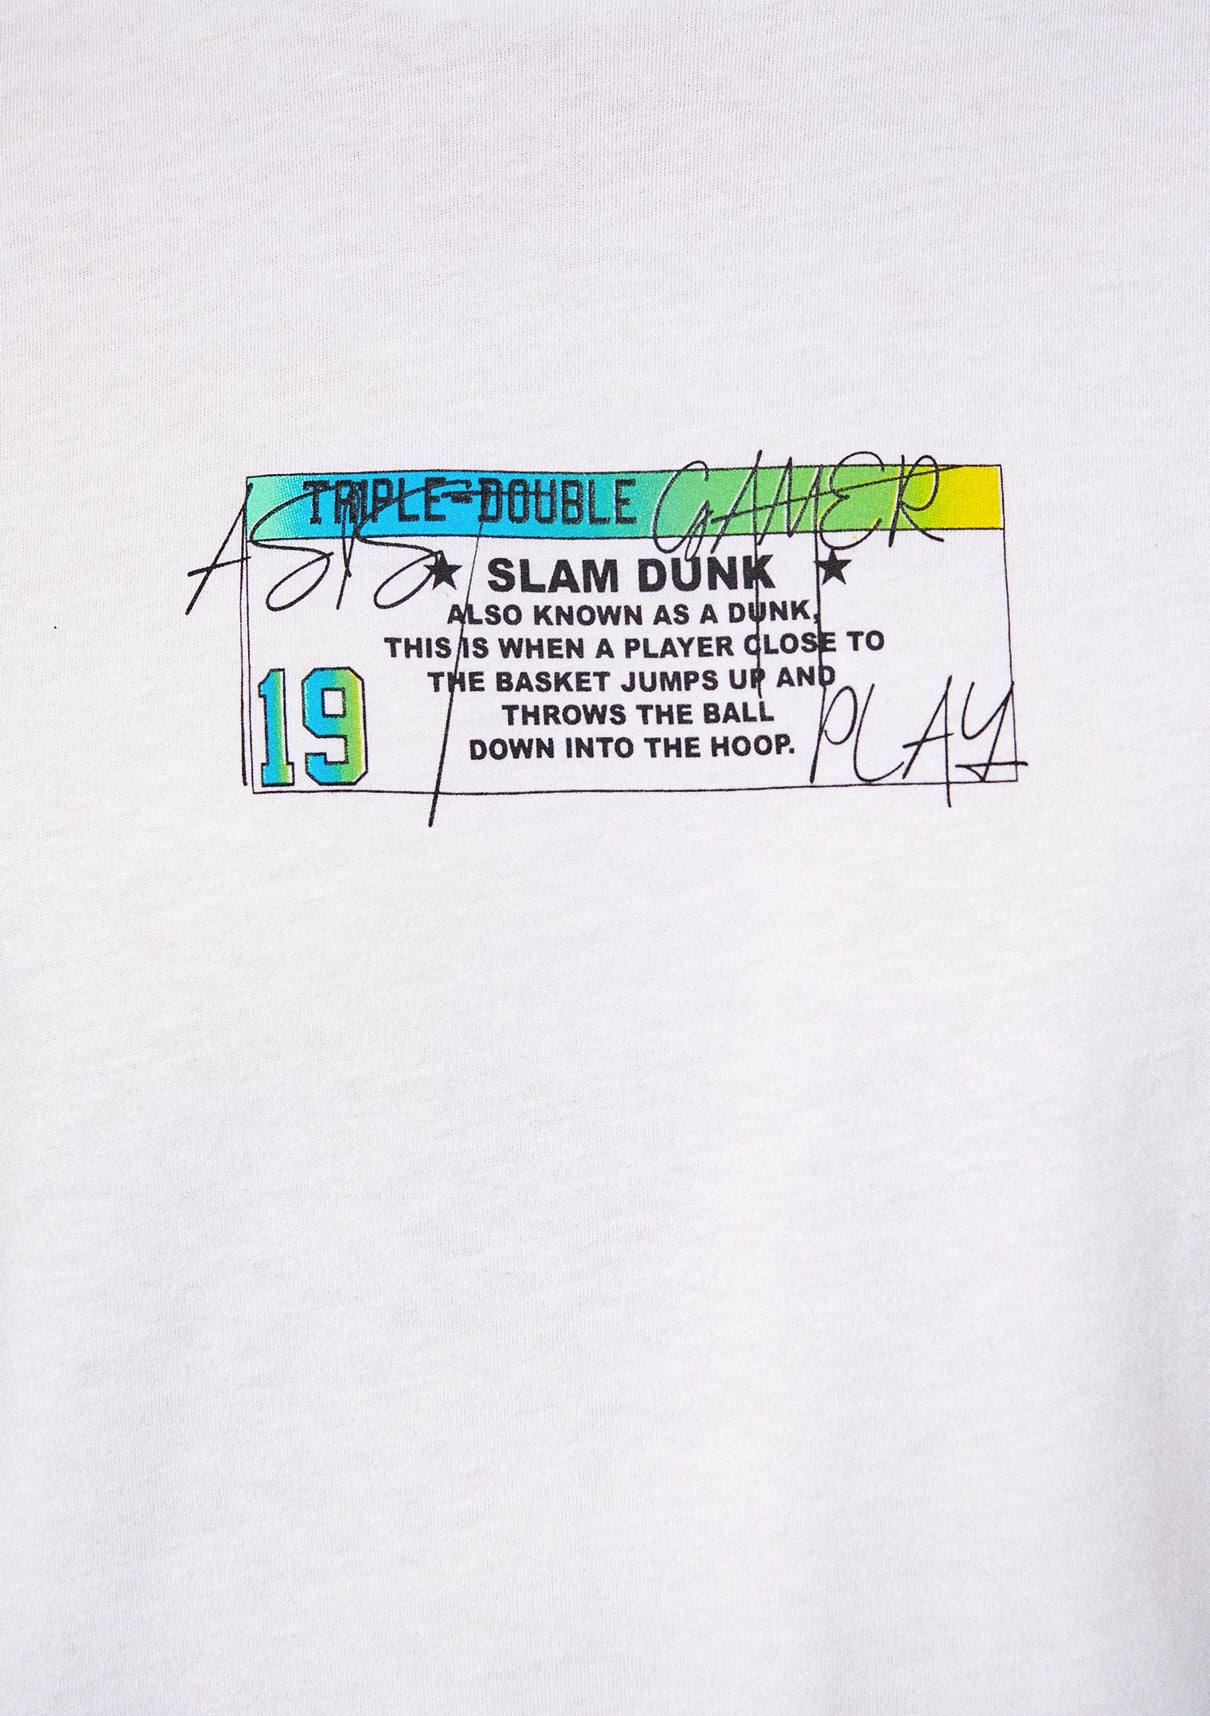 TRIPLE-DOUBLE GAMER
★ SLAM DUNK ★
ALSO KNOWN AS A DUNK,
THIS IS WHEN A PLAYER CLOSE TO
THE BASKET JUMPS UP AND
THROWS THE BALL
DOWN INTO THE HOOP.
19
PLAY